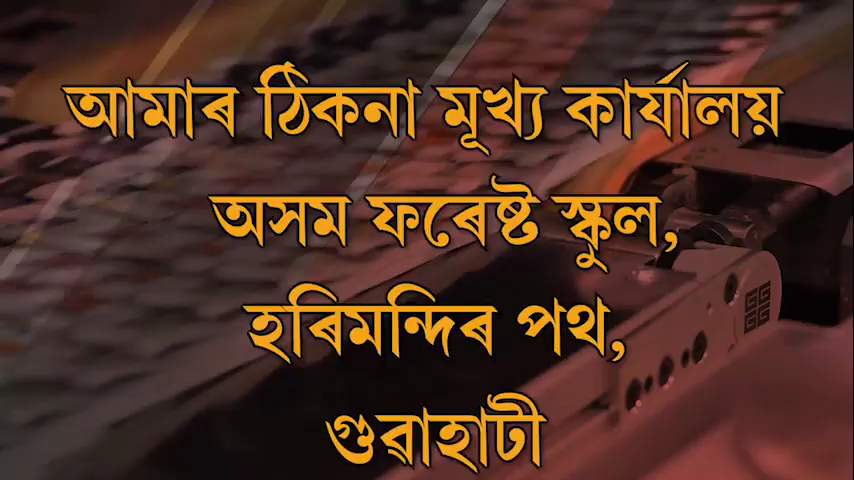 আমাৰ ঠিকনা মূখ্য কাৰ্যালয়
অসম ফৰেষ্ট স্কুল,
হৰিমন্দিৰ পথ,
গুৱাহাটী